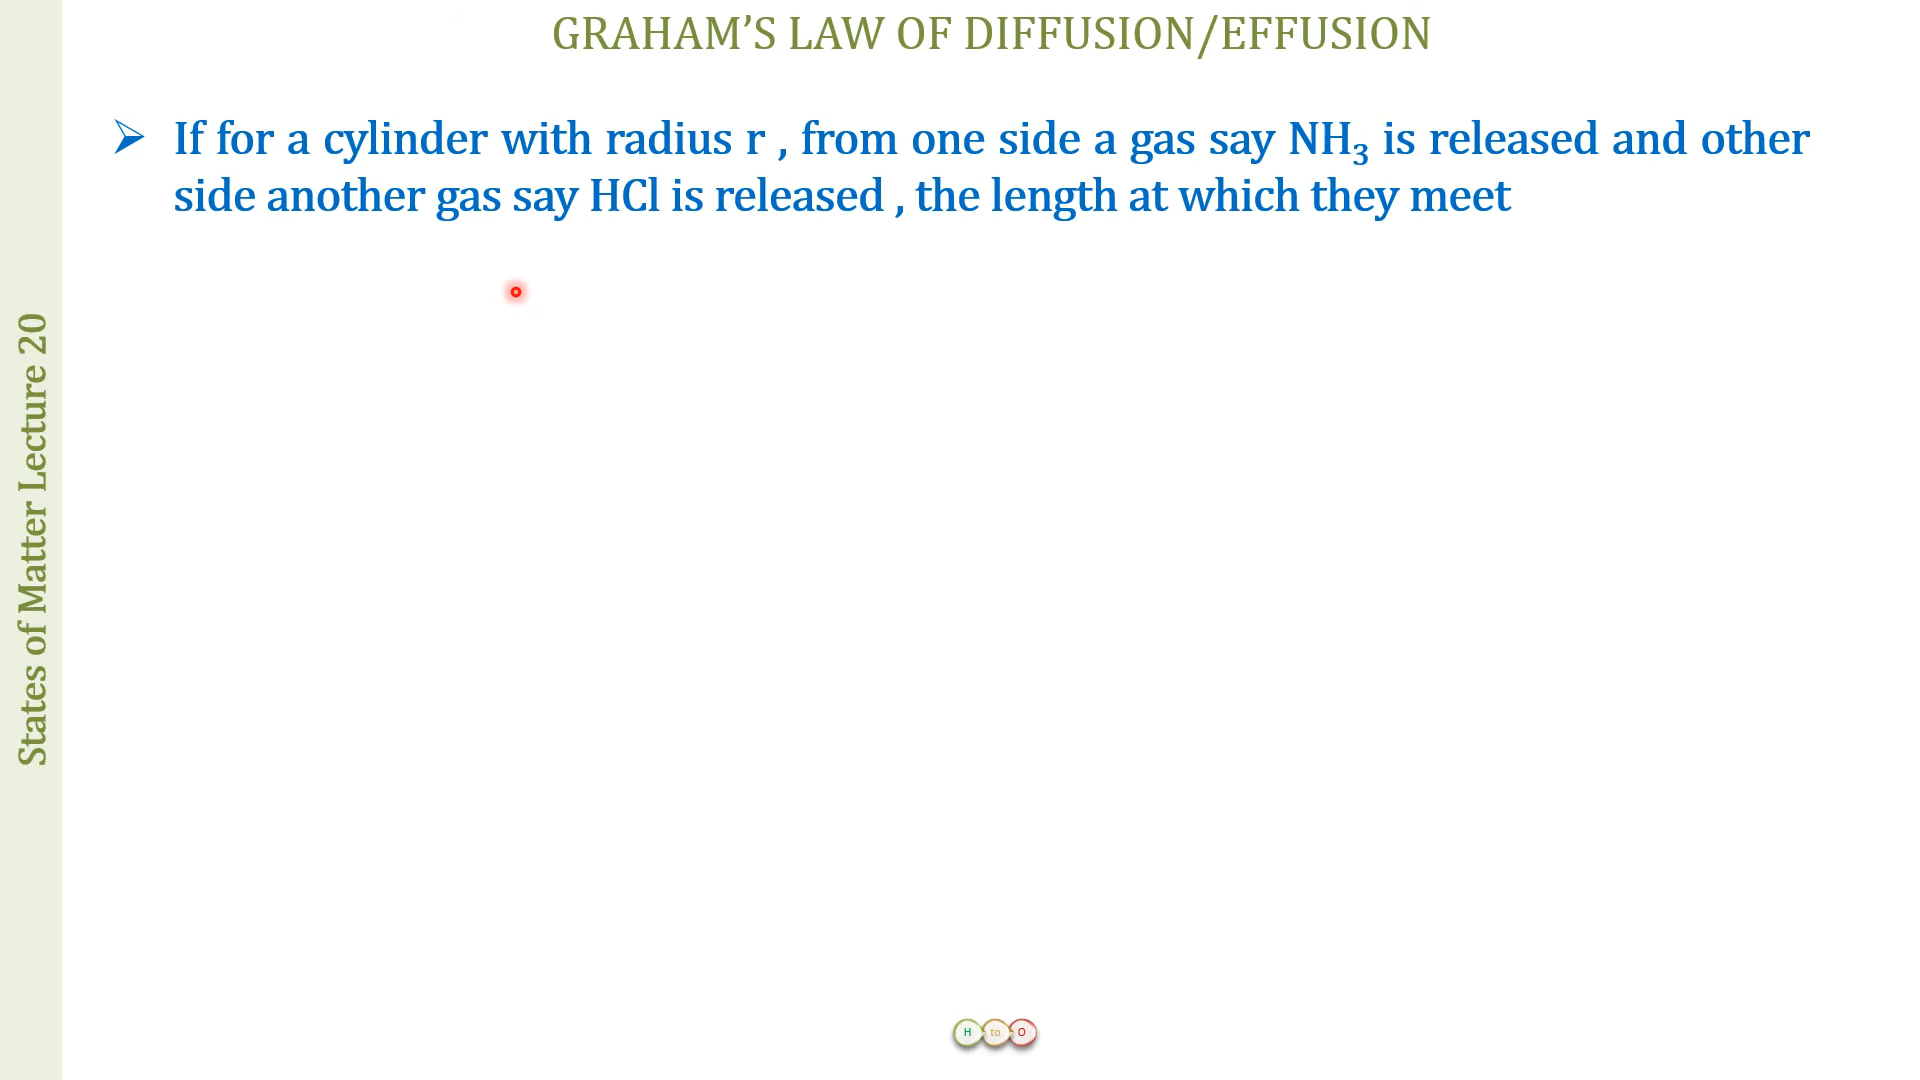 GRAHAM’S LAW OF DIFFUSION/EFFUSION
If for a cylinder with radius r , from one side a gas say NH₃ is released and other
side another gas say HCl is released , the length at which they meet
States of Matter Lecture 20
H to O